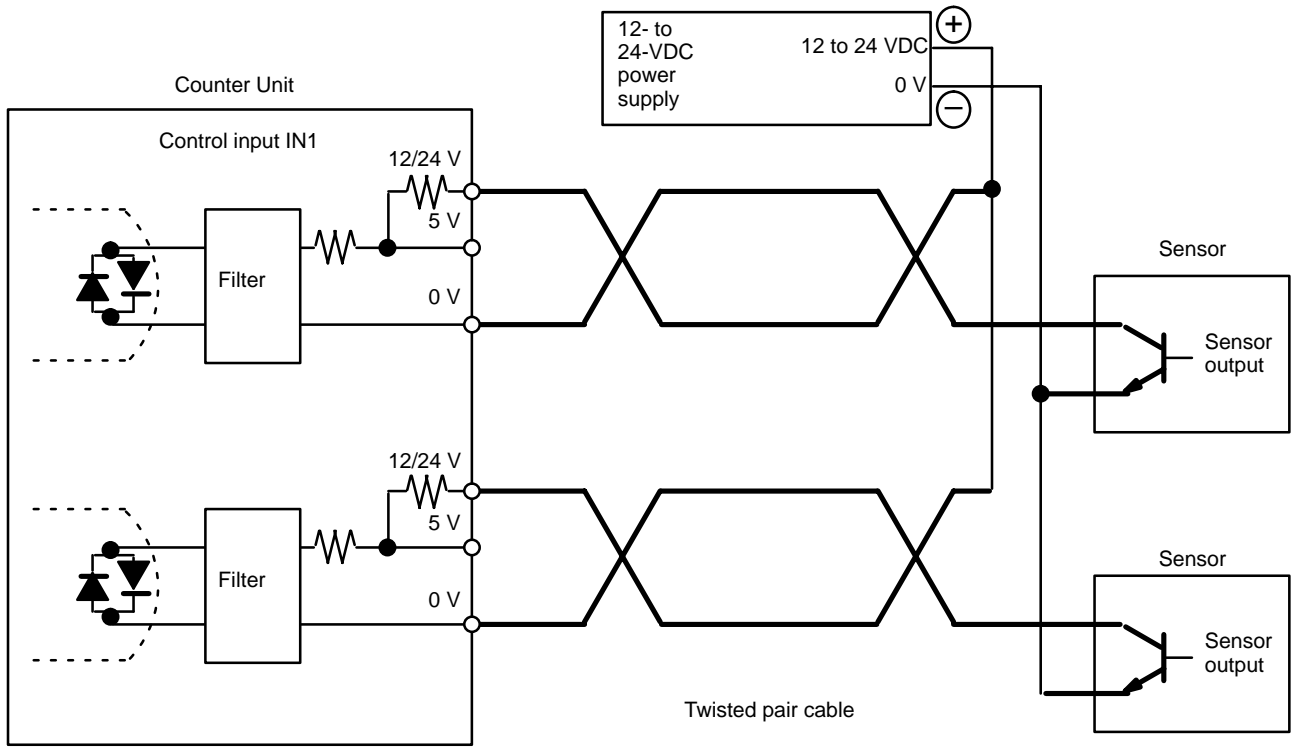 12- to
24-VDC
power
supply
12 to 24 VDC
0 V
+
−
Counter Unit
Control input IN1
12/24 V
5 V
0 V
Filter
Sensor
Sensor
output
12/24 V
5 V
0 V
Filter
Sensor
Sensor
output
Twisted pair cable